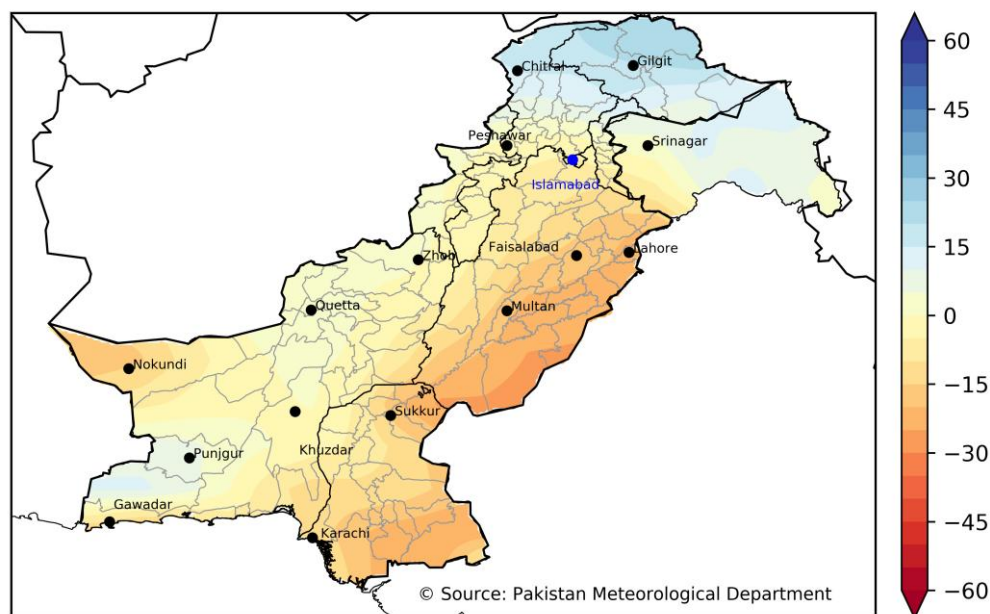 Chitral
Gilgit
Peshawar
Srinagar
Islamabad
Zhob
Faisalabad
Lahore
Quetta
Multan
Nokundi
Sukkur
Khuzdar
Punjgur
Gawadar
Karachi
© Source: Pakistan Meteorological Department
60
45
30
15
0
−15
−30
−45
−60